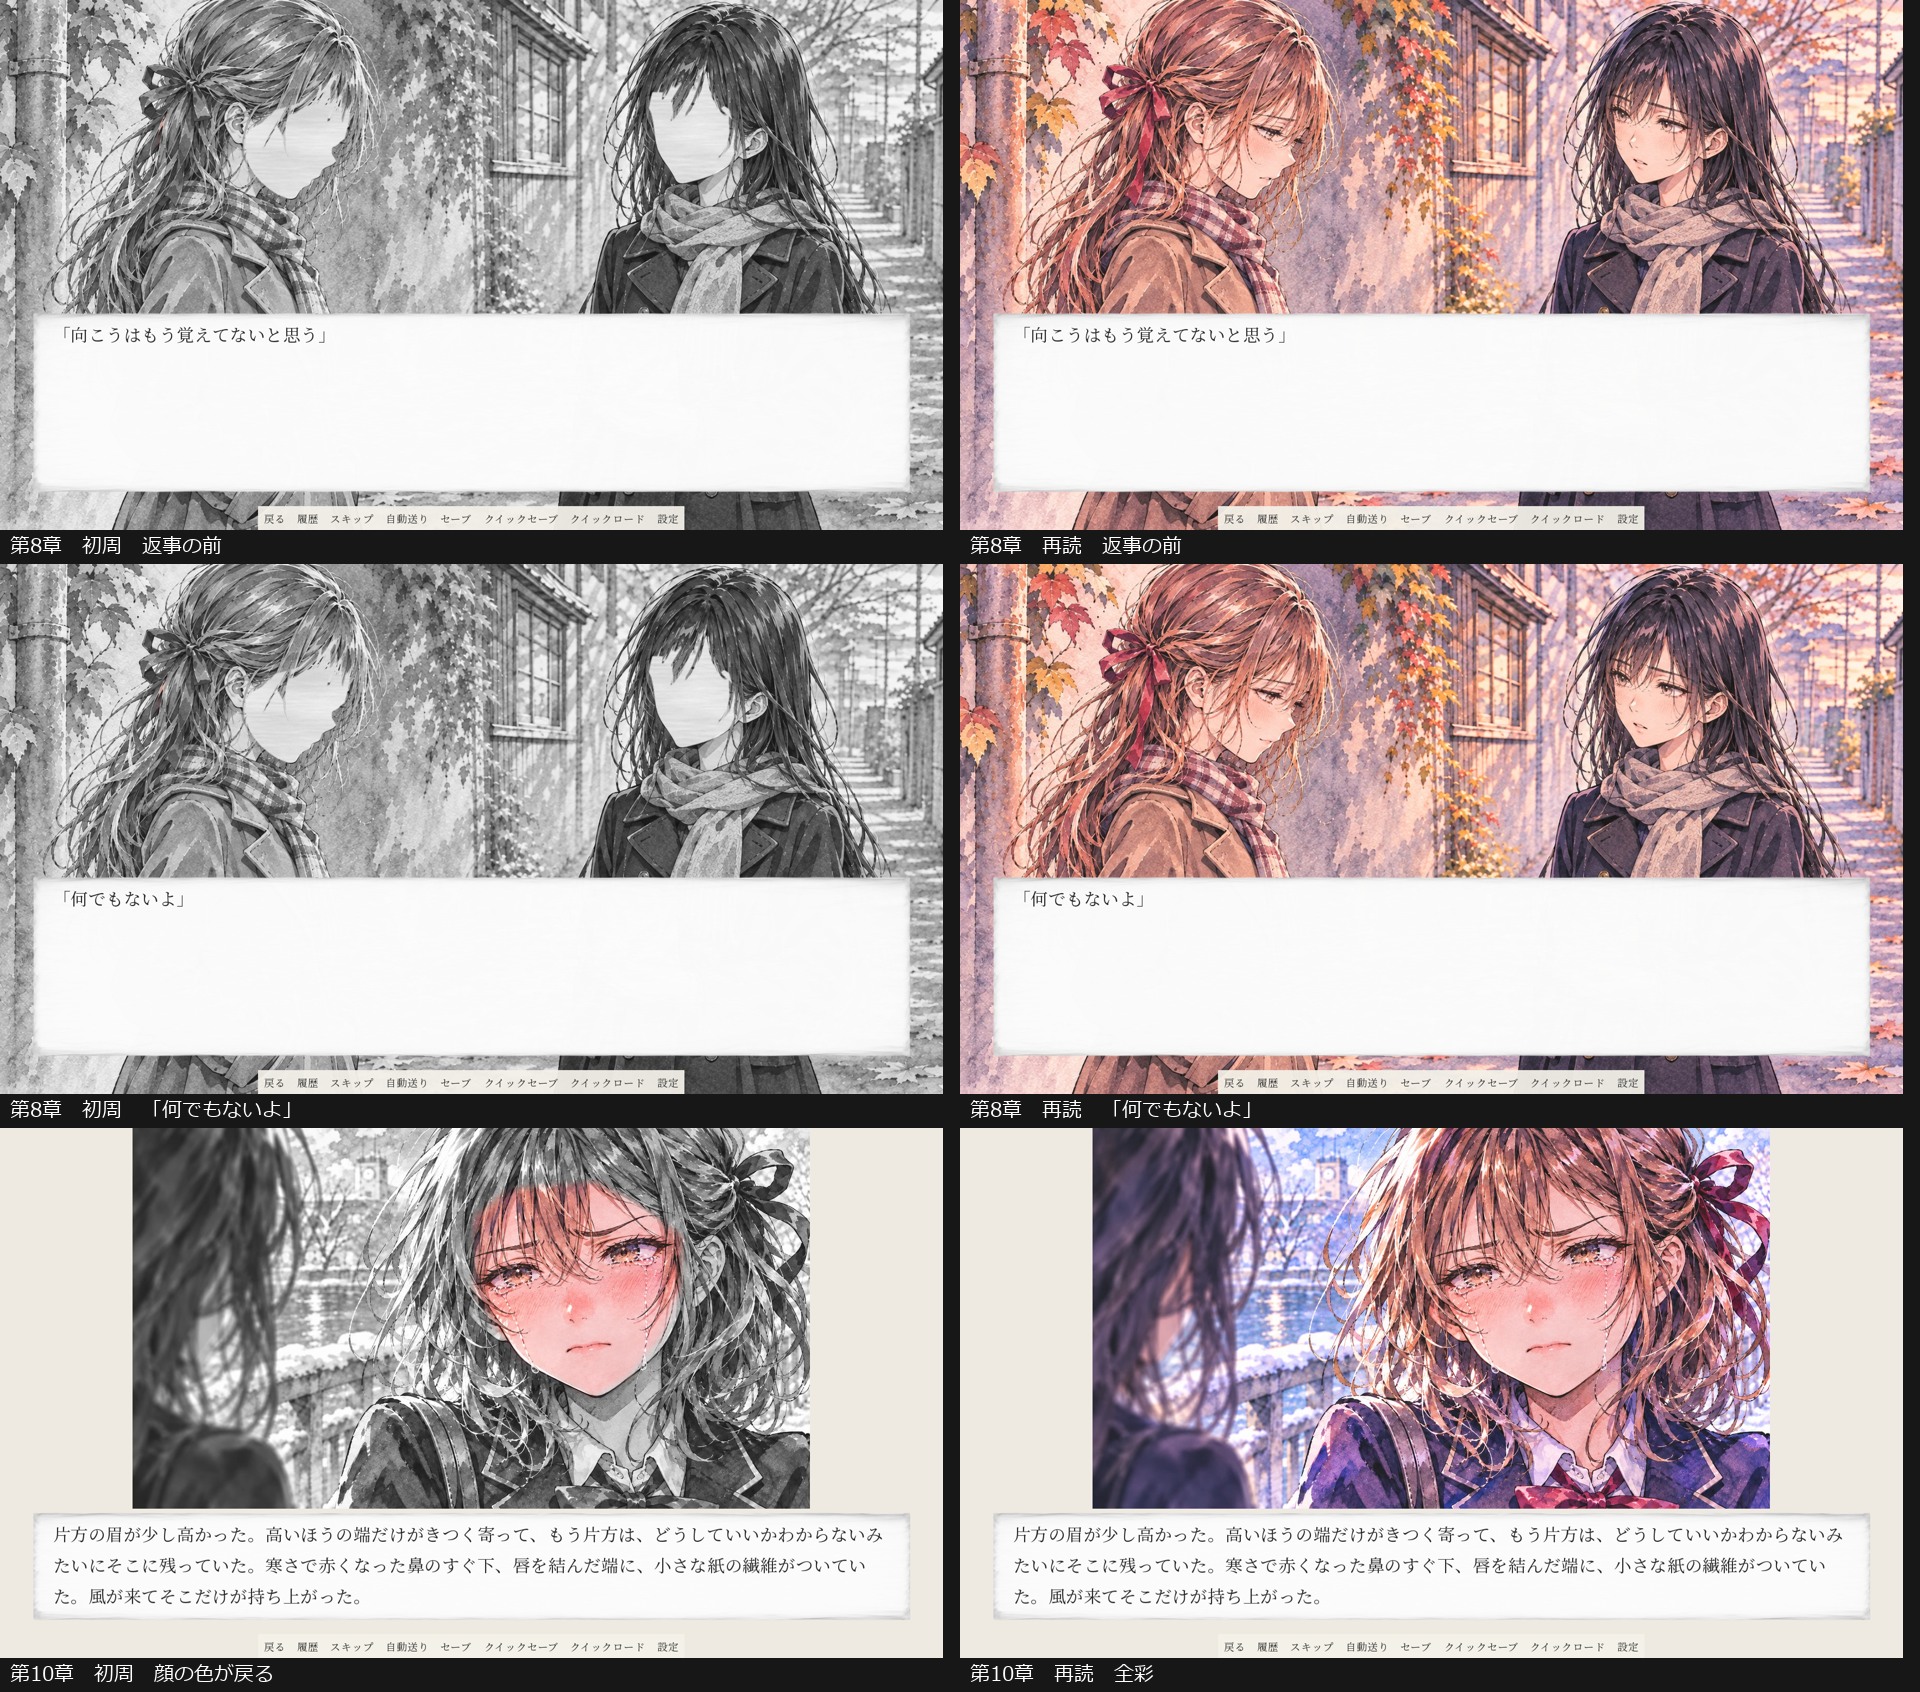 「向こうはもう覚えてないと思う」
戻る 履歴 スキップ 自動送り セーブ クイックセーブ クイックロード 設定
第8章 初周 返事の前
「向こうはもう覚えてないと思う」
戻る 履歴 スキップ 自動送り セーブ クイックセーブ クイックロード 設定
第8章 再読 返事の前
「何でもないよ」
戻る 履歴 スキップ 自動送り セーブ クイックセーブ クイックロード 設定
第8章 初周 「何でもないよ」
「何でもないよ」
戻る 履歴 スキップ 自動送り セーブ クイックセーブ クイックロード 設定
第8章 再読 「何でもないよ」
片方の眉が少し高かった。高いほうの端だけがきつく寄って、もう片方は、どうしていいかわからないみ
たいにそこに残っていた。寒さで赤くなった鼻のすぐ下、唇を結んだ端に、小さな紙の繊維がついてい
た。風が来てそこだけが持ち上がった。
戻る 履歴 スキップ 自動送り セーブ クイックセーブ クイックロード 設定
第10章 初周 顔の色が戻る
片方の眉が少し高かった。高いほうの端だけがきつく寄って、もう片方は、どうしていいかわからないみ
たいにそこに残っていた。寒さで赤くなった鼻のすぐ下、唇を結んだ端に、小さな紙の繊維がついてい
た。風が来てそこだけが持ち上がった。
戻る 履歴 スキップ 自動送り セーブ クイックセーブ クイックロード 設定
第10章 再読 全彩